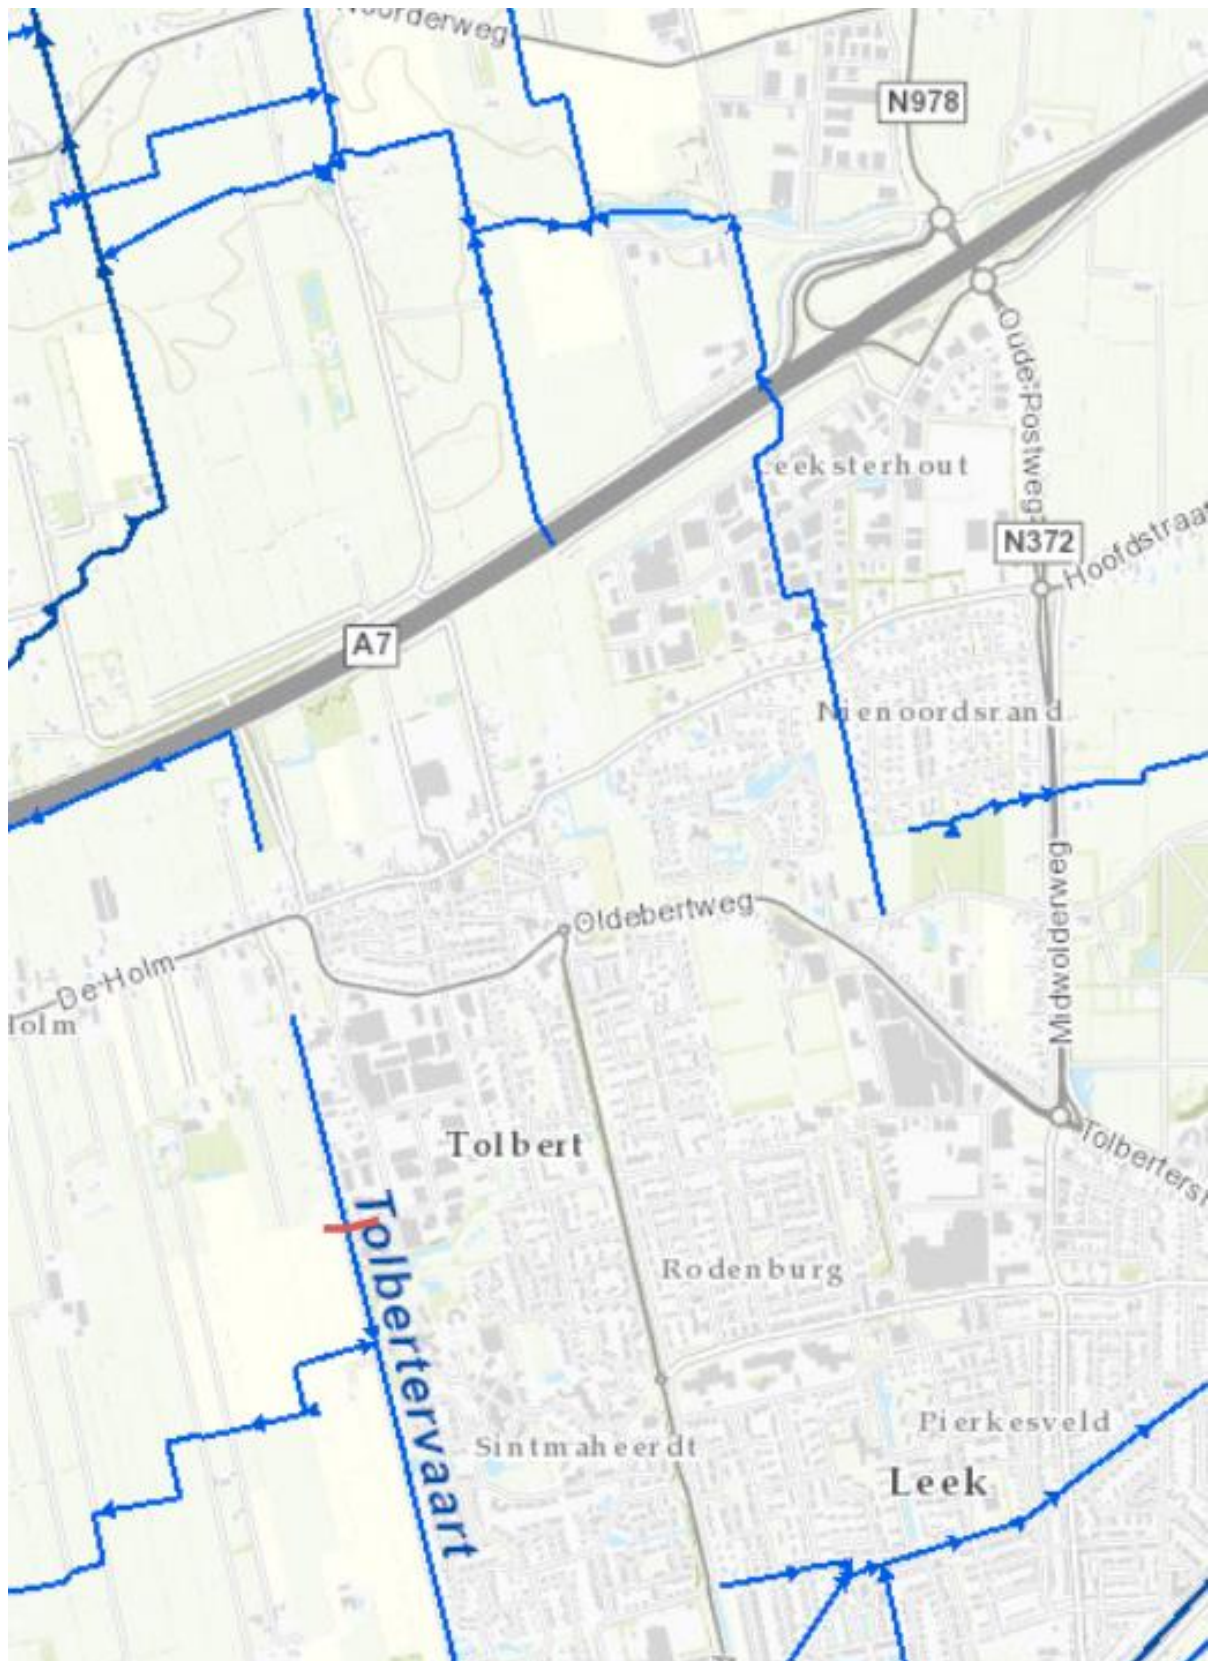 Noorderweg
N978
Oude Postweg
eeksterhout
N372
Hoofdstraat
A7
Nienoordsrand
Oldebertweg
Midwolderweg
De Holm
Holm
Tolbert
Tolberterstr
Tolbertervaart
Rodenburg
Pierkesveld
Sintmaheerdt
Leek